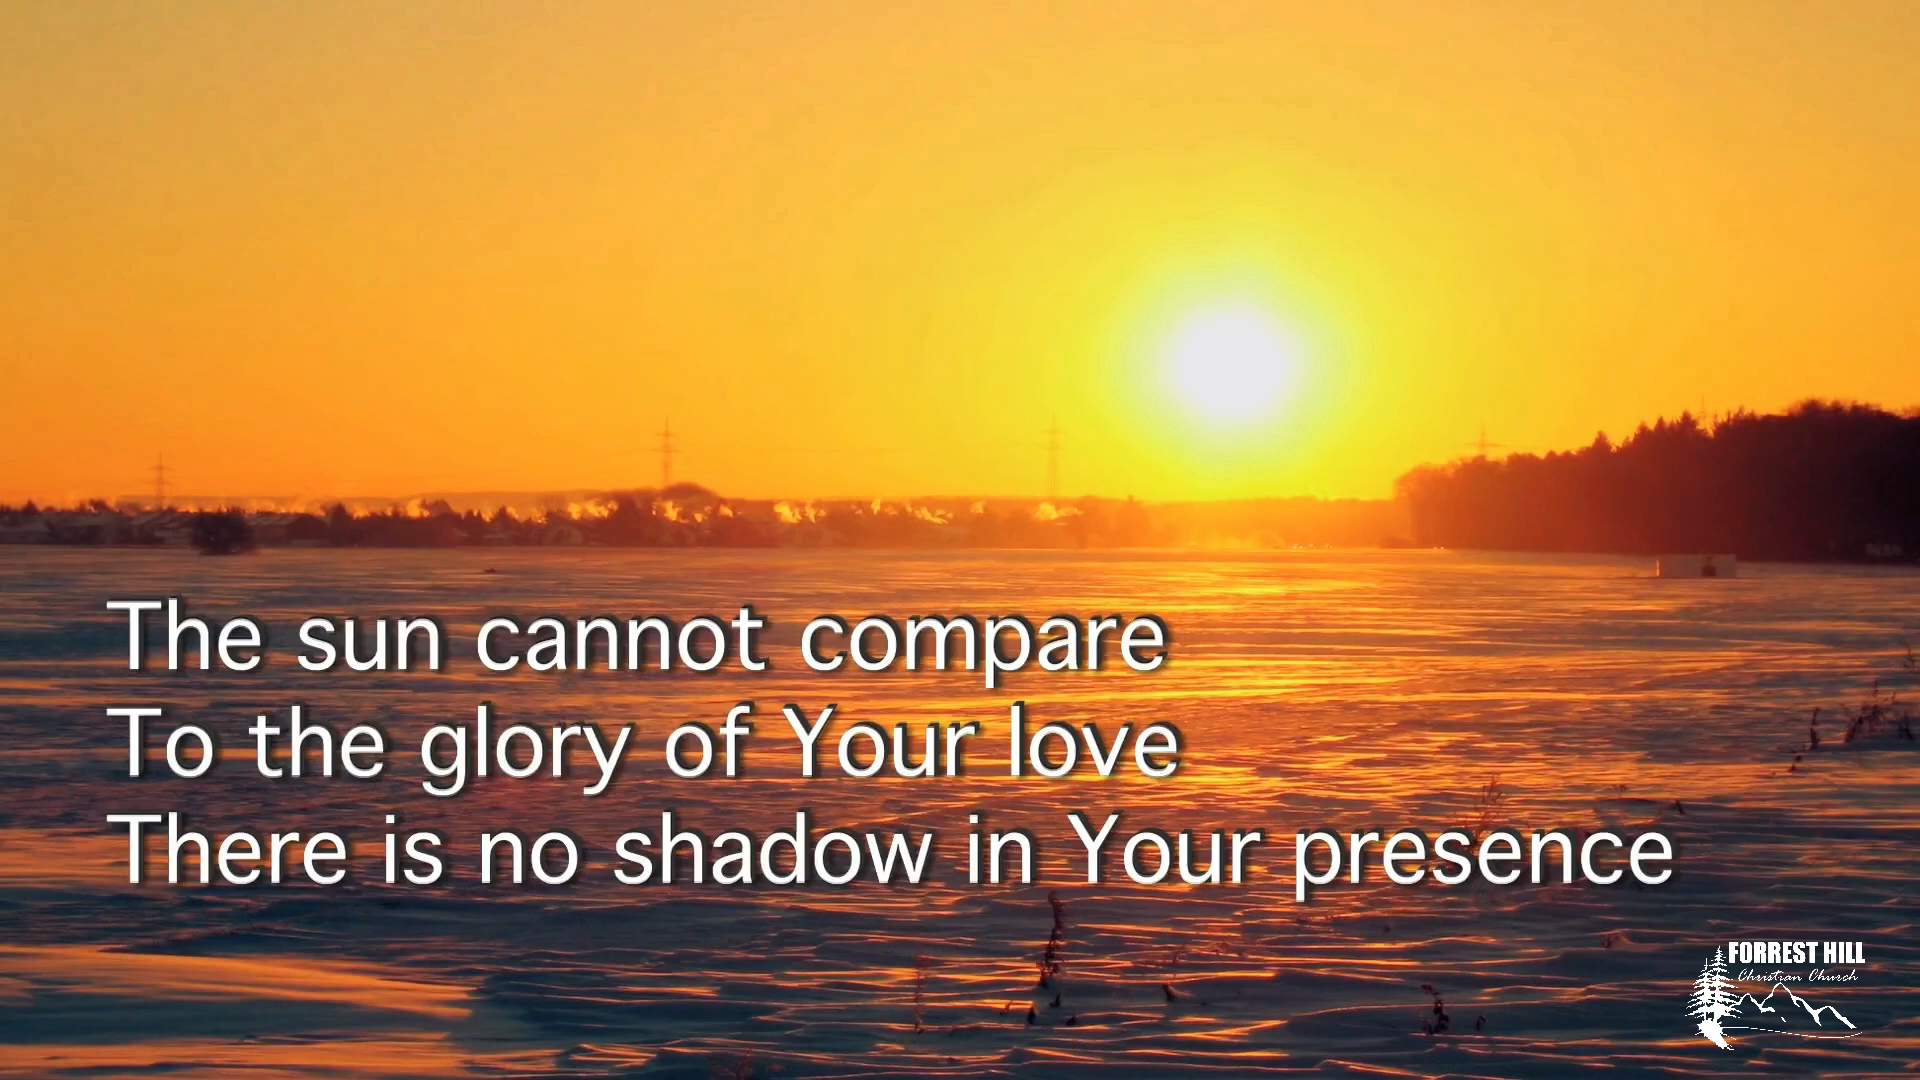 The sun cannot compare
To the glory of Your love
There is no shadow in Your presence
FORREST HILL
Christian Church